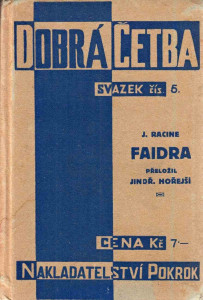 DOBRÁ ČETBA
SVAZEK čís. 5.
J. RACINE
FAIDRA
PŘELOŽIL
JINDŘ. HOŘEJŠÍ
CENA Kč 7·—
NAKLADATELSTVÍ POKROK